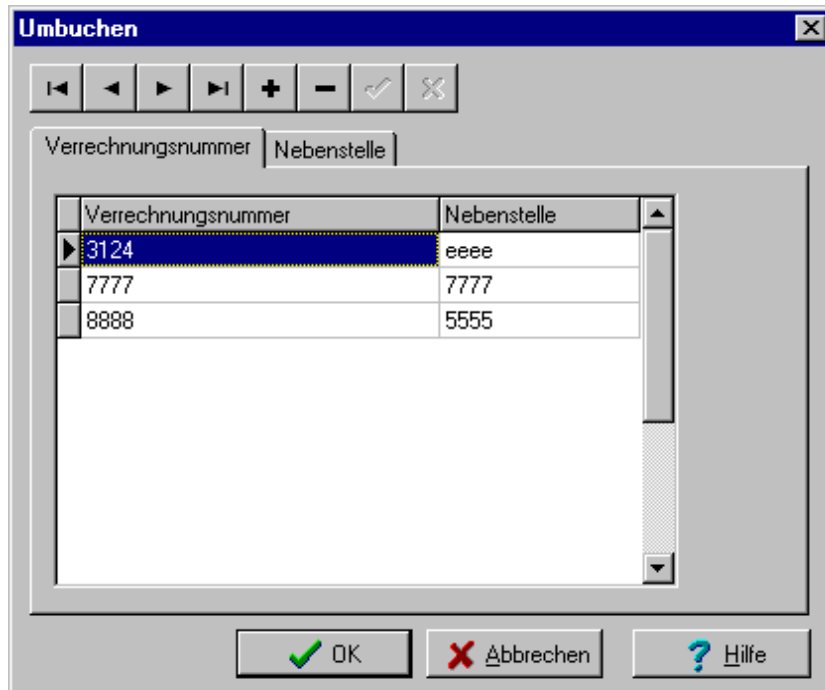 Umbuchen
Verrechnungsnummer Nebenstelle
Verrechnungsnummer Nebenstelle
3124 eeee
7777 7777
8888 5555
OK Abbrechen Hilfe